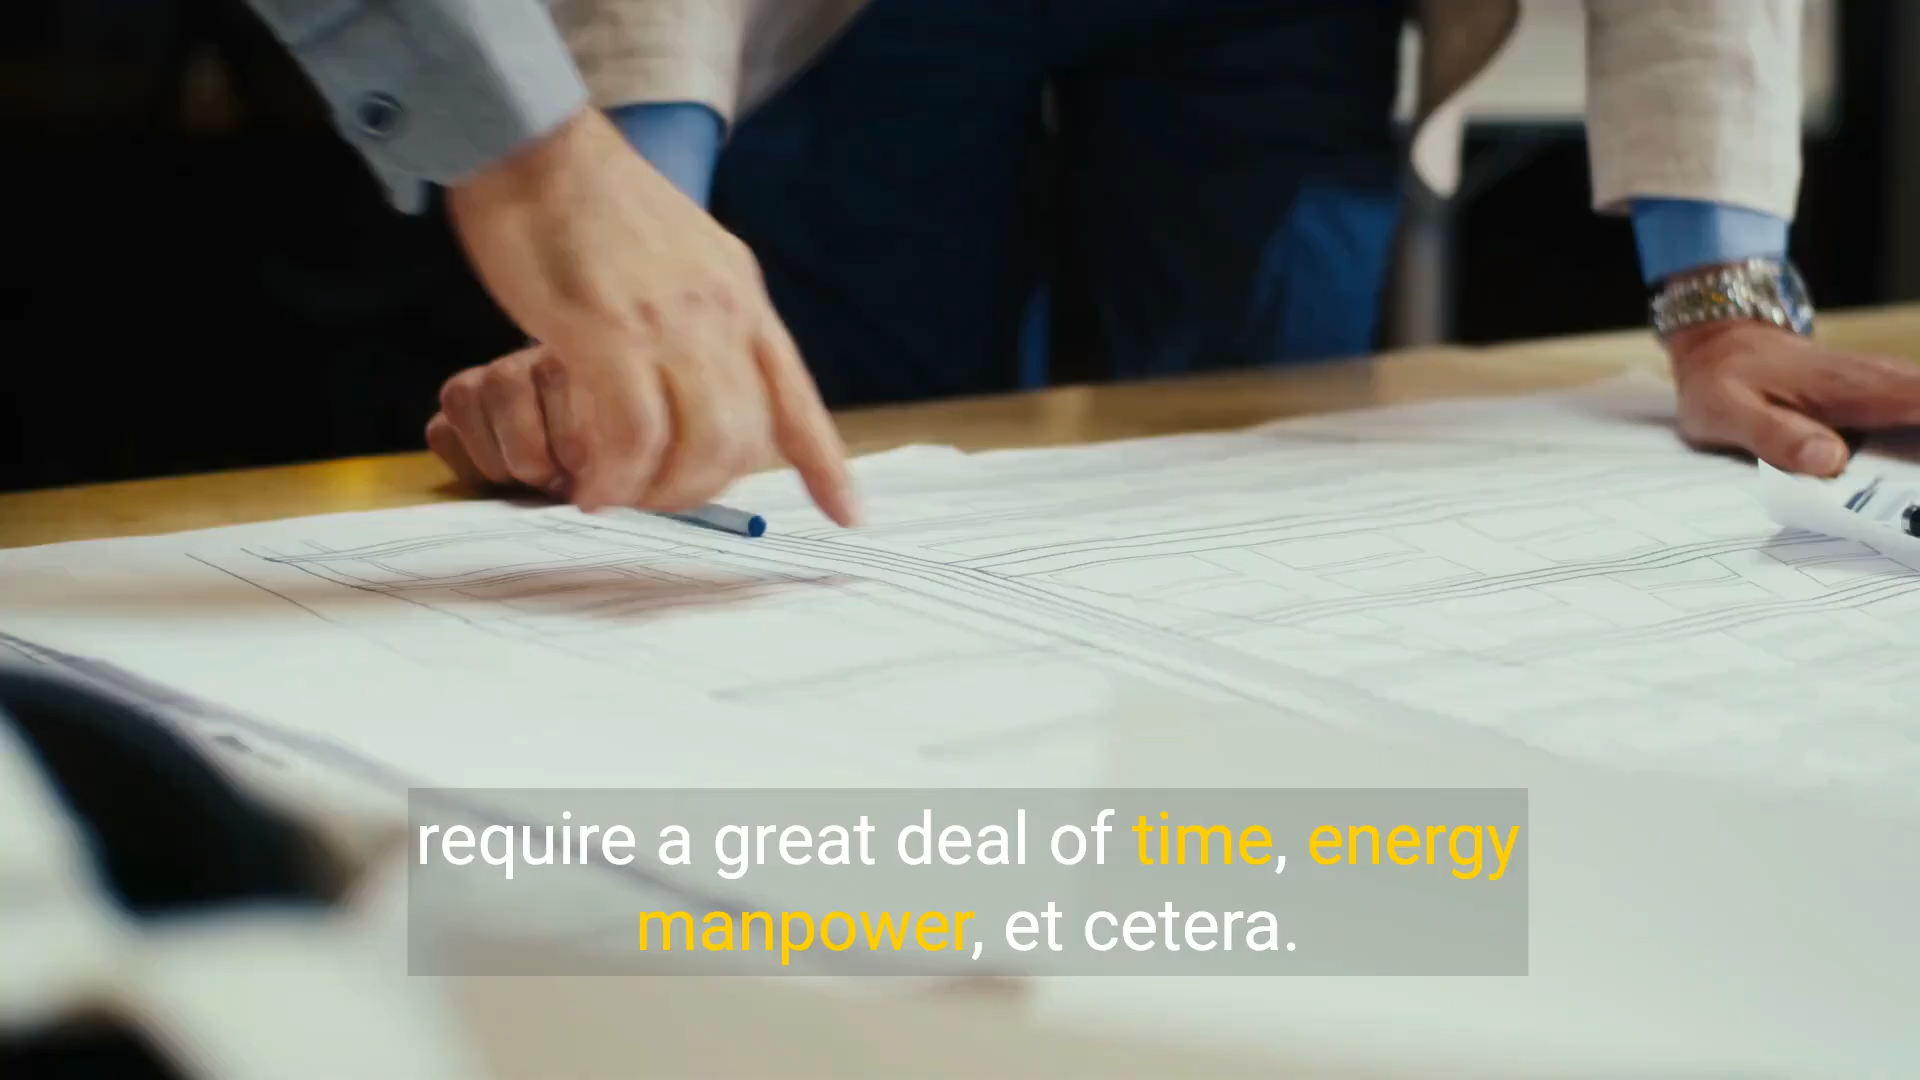 require a great deal of time, energy
manpower, et cetera.